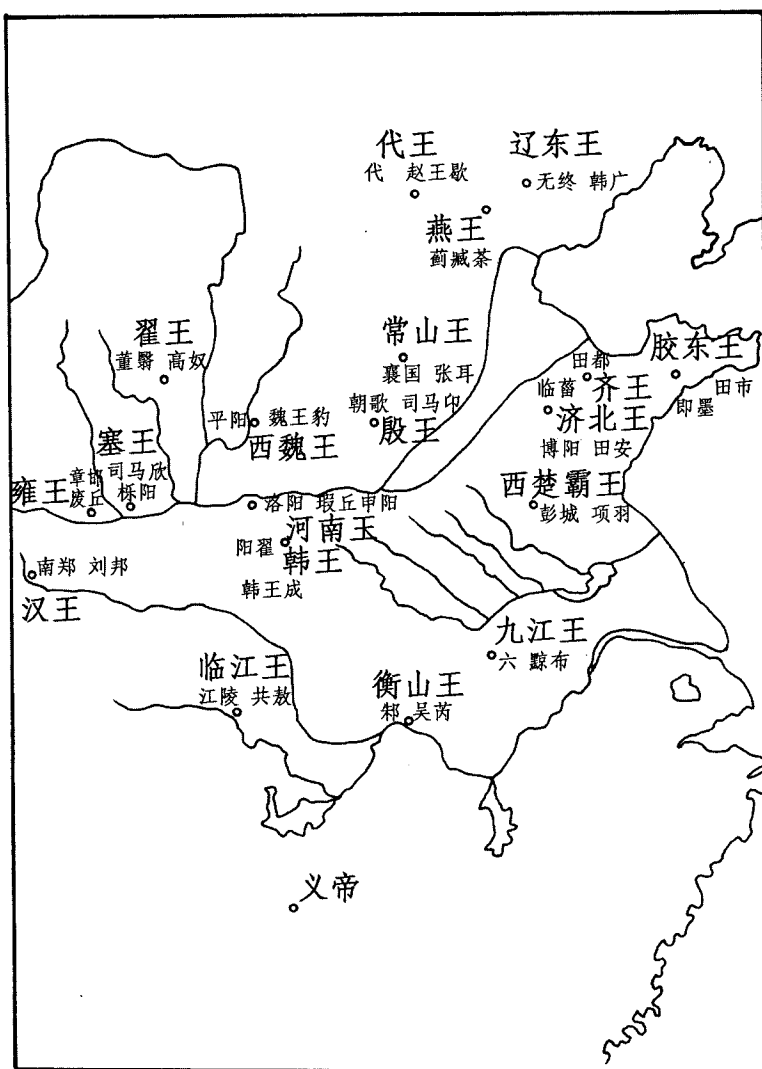 代王
代 赵王歇
辽东王
无终 韩广
燕王
蓟臧荼
翟王
董翳 高奴
常山王
襄国 张耳
朝歌 司马卬
殷王
平阳
魏王豹
西魏王
田都
临菑 齐王
胶东王
田市
即墨
济北王
博阳 田安
塞王
司马欣
栎阳
雍王
章邯
废丘
西楚霸王
彭城 项羽
洛阳 瑕丘申阳
河南王
阳翟
韩王
韩王成
南郑 刘邦
汉王
临江王
江陵 共敖
衡山王
邾 吴芮
九江王
六 黥布
义帝